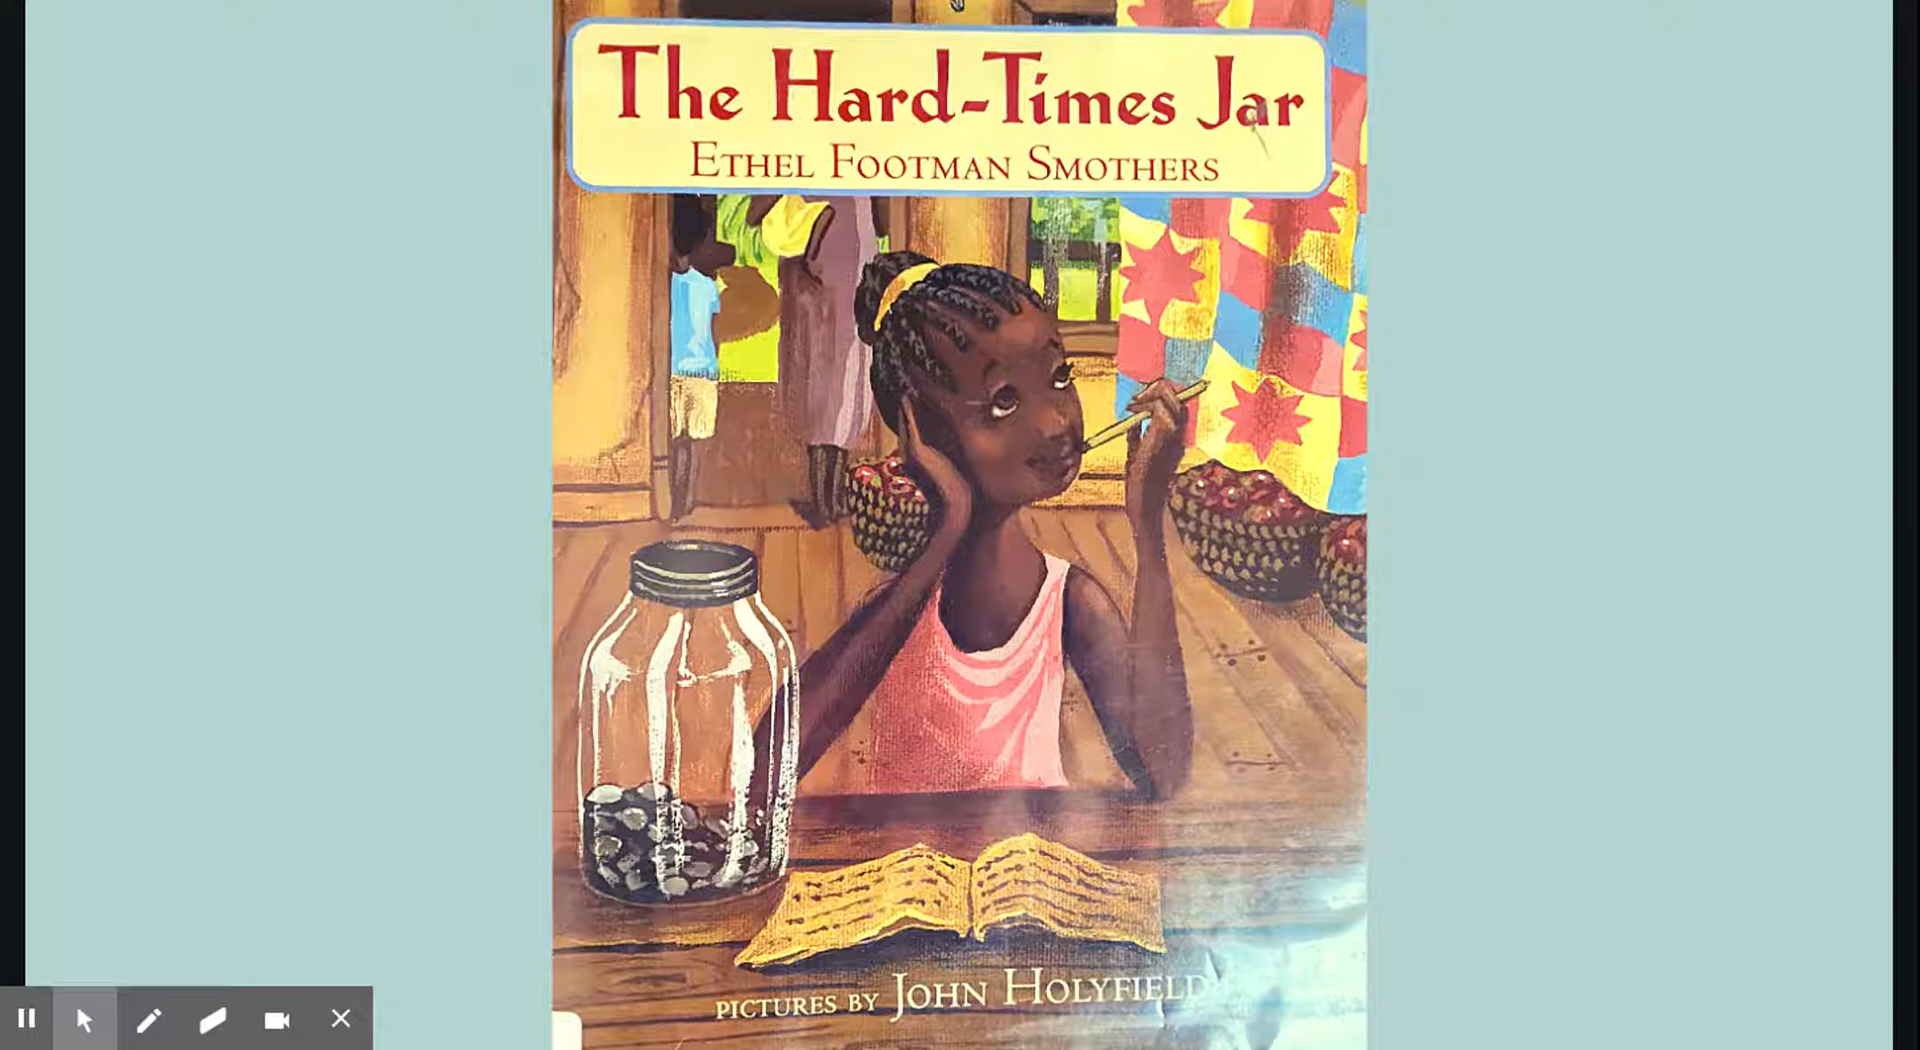 The Hard-Times Jar
ETHEL FOOTMAN SMOTHERS
PICTURES BY JOHN HOLYFIELD